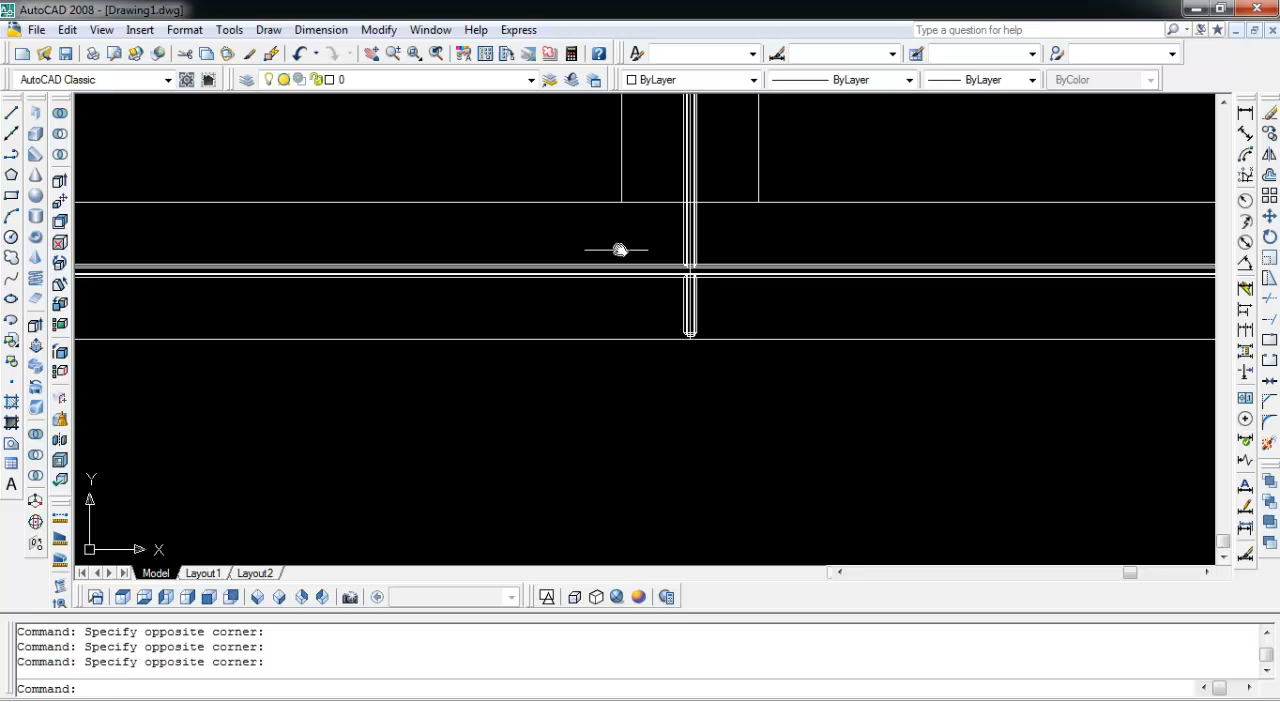 AutoCAD 2008 - [Drawing1.dwg]
File Edit View Insert Format Tools Draw Dimension Modify Window Help Express Type a question for help
AutoCAD Classic 0 ByLayer ByLayer ByLayer ByColor
A
Y
X
Model Layout1 Layout2
Command: Specify opposite corner:
Command: Specify opposite corner:
Command: Specify opposite corner:
Command: